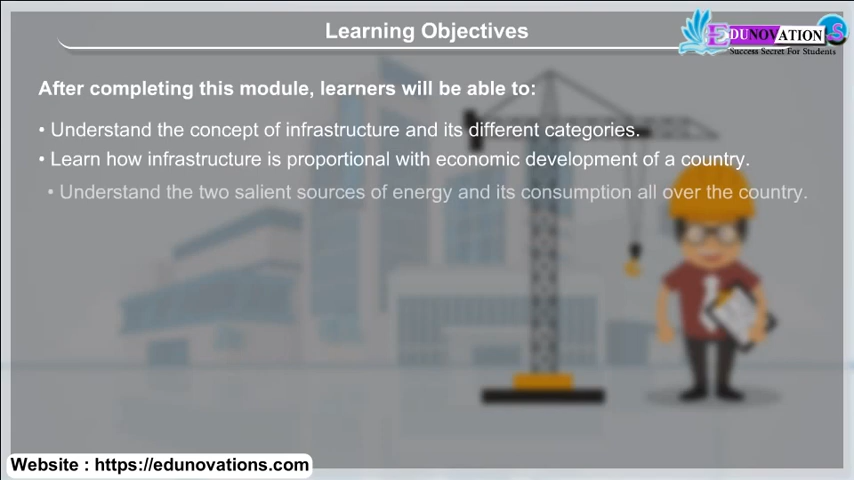 Learning Objectives
EDUNOVATIONS
Success Secret For Students
After completing this module, learners will be able to:
• Understand the concept of infrastructure and its different categories.
• Learn how infrastructure is proportional with economic development of a country.
• Understand the two salient sources of energy and its consumption all over the country.
Website : https://edunovations.com